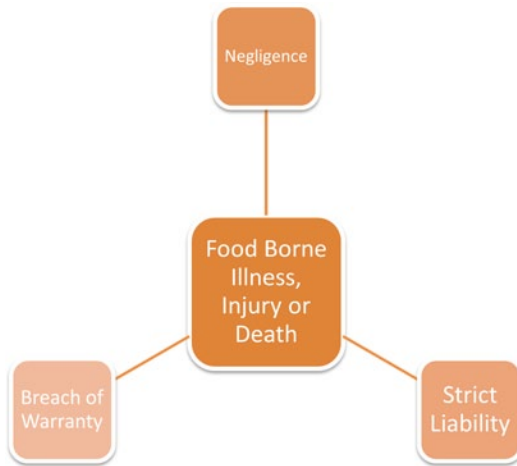 Negligence
Food Borne
Illness,
Injury or
Death
Breach of
Warranty
Strict
Liability